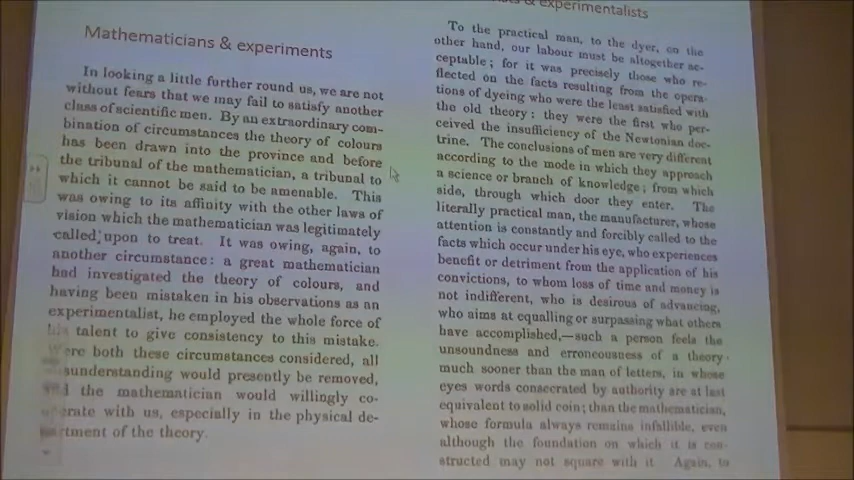 Mathematicians & experiments
In looking a little further round us, we are not
without fears that we may fail to satisfy another
class of scientific men. By an extraordinary com-
bination of circumstances the theory of colours
has been drawn into the province and before
the tribunal of the mathematician, a tribunal to
which it cannot be said to be amenable. This
was owing to its affinity with the other laws of
vision which the mathematician was legitimately
called upon to treat. It was owing, again, to
another circumstance: a great mathematician
had investigated the theory of colours, and
having been mistaken in his observations as an
experimentalist, he employed the whole force of
his talent to give consistency to this mistake.
Were both these circumstances considered, all
misunderstanding would presently be removed,
and the mathematician would willingly co-
operate with us, especially in the physical de-
partment of the theory.
& experimentalists
To the practical man, to the dyer, on the
other hand, our labour must be altogether ac-
ceptable; for it was precisely those who re-
flected on the facts resulting from the opera-
tions of dyeing who were the least satisfied with
the old theory: they were the first who per-
ceived the insufficiency of the Newtonian doc-
trine. The conclusions of men are very different
according to the mode in which they approach
a science or branch of knowledge; from which
side, through which door they enter. The
literally practical man, the manufacturer, whose
attention is constantly and forcibly called to the
facts which occur under his eye, who experiences
benefit or detriment from the application of his
convictions, to whom loss of time and money is
not indifferent, who is desirous of advancing,
who aims at equalling or surpassing what others
have accomplished,—such a person feels the
unsoundness and erroneousness of a theory
much sooner than the man of letters, in whose
eyes words consecrated by authority are at last
equivalent to solid coin; than the mathematician,
whose formula always remains infallible, even
although the foundation on which it is con-
structed may not square with it. Again, to